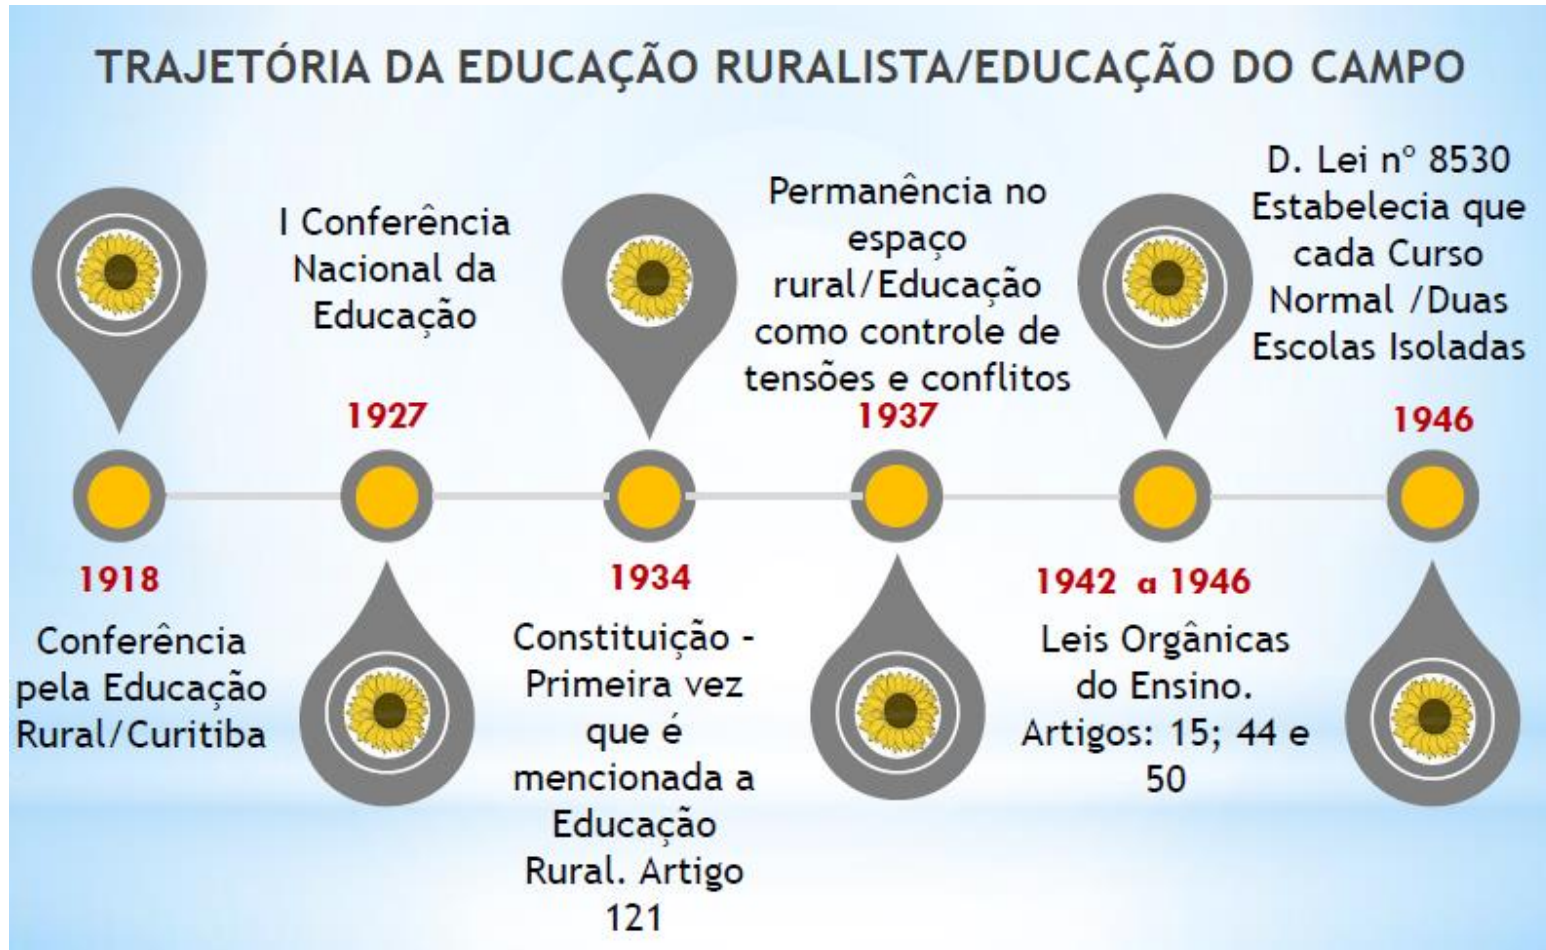 TRAJETÓRIA DA EDUCAÇÃO RURALISTA/EDUCAÇÃO DO CAMPO
1918
Conferência
pela Educação
Rural/Curitiba
I Conferência
Nacional da
Educação
1927
1934
Constituição –
Primeira vez
que é
mencionada a
Educação
Rural. Artigo
121
Permanência no
espaço
rural/Educação
como controle de
tensões e conflitos
1937
1942 a 1946
Leis Orgânicas
do Ensino.
Artigos: 15; 44 e
50
D. Lei nº 8530
Estabelecia que
cada Curso
Normal /Duas
Escolas Isoladas
1946